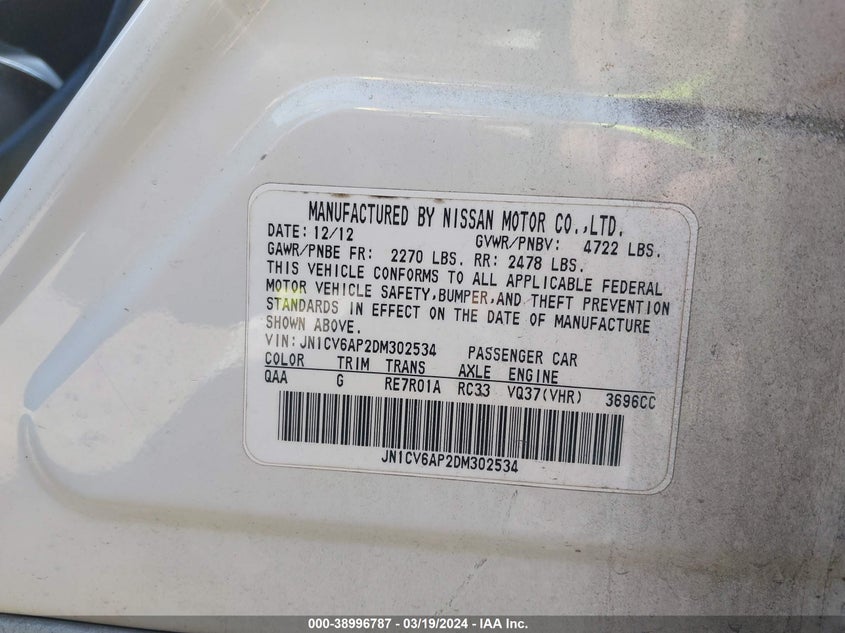 MANUFACTURED BY NISSAN MOTOR CO.,LTD.
DATE: 12/12 GVWR/PNBV: 4722 LBS.
GAWR/PNBE FR: 2270 LBS. RR: 2478 LBS.
THIS VEHICLE CONFORMS TO ALL APPLICABLE FEDERAL
MOTOR VEHICLE SAFETY,BUMPER,AND THEFT PREVENTION
STANDARDS IN EFFECT ON THE DATE OF MANUFACTURE
SHOWN ABOVE.
VIN:JN1CV6AP2DM302534 PASSENGER CAR
COLOR TRIM TRANS AXLE ENGINE
QAA G RE7R01A RC33 VQ37(VHR) 3696CC
JN1CV6AP2DM302534
000-38996787 - 03/19/2024 - IAA Inc.